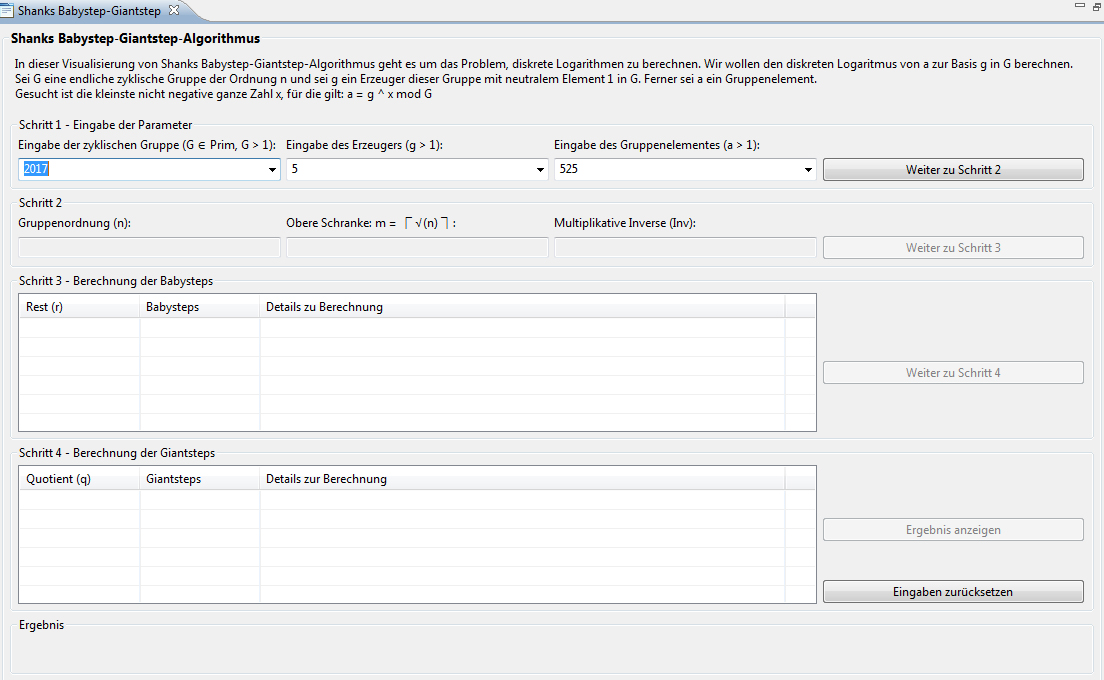 Shanks Babystep-Giantstep
Shanks Babystep-Giantstep-Algorithmus
In dieser Visualisierung von Shanks Babystep-Giantstep-Algorithmus geht es um das Problem, diskrete Logarithmen zu berechnen. Wir wollen den diskreten Logaritmus von a zur Basis g in G berechnen.
Sei G eine endliche zyklische Gruppe der Ordnung n und sei g ein Erzeuger dieser Gruppe mit neutralem Element 1 in G. Ferner sei a ein Gruppenelement.
Gesucht ist die kleinste nicht negative ganze Zahl x, für die gilt: a = g ^ x mod G
Schritt 1 - Eingabe der Parameter
Eingabe der zyklischen Gruppe (G ∈ Prim, G > 1): Eingabe des Erzeugers (g > 1): Eingabe des Gruppenelementes (a > 1):
2017 5 525 Weiter zu Schritt 2
Schritt 2
Gruppenordnung (n): Obere Schranke: m = ⎡ √(n) ⎤ : Multiplikative Inverse (Inv):
Weiter zu Schritt 3
Schritt 3 - Berechnung der Babysteps
Rest (r) Babysteps Details zu Berechnung
Weiter zu Schritt 4
Schritt 4 - Berechnung der Giantsteps
Quotient (q) Giantsteps Details zur Berechnung
Ergebnis anzeigen
Eingaben zurücksetzen
Ergebnis